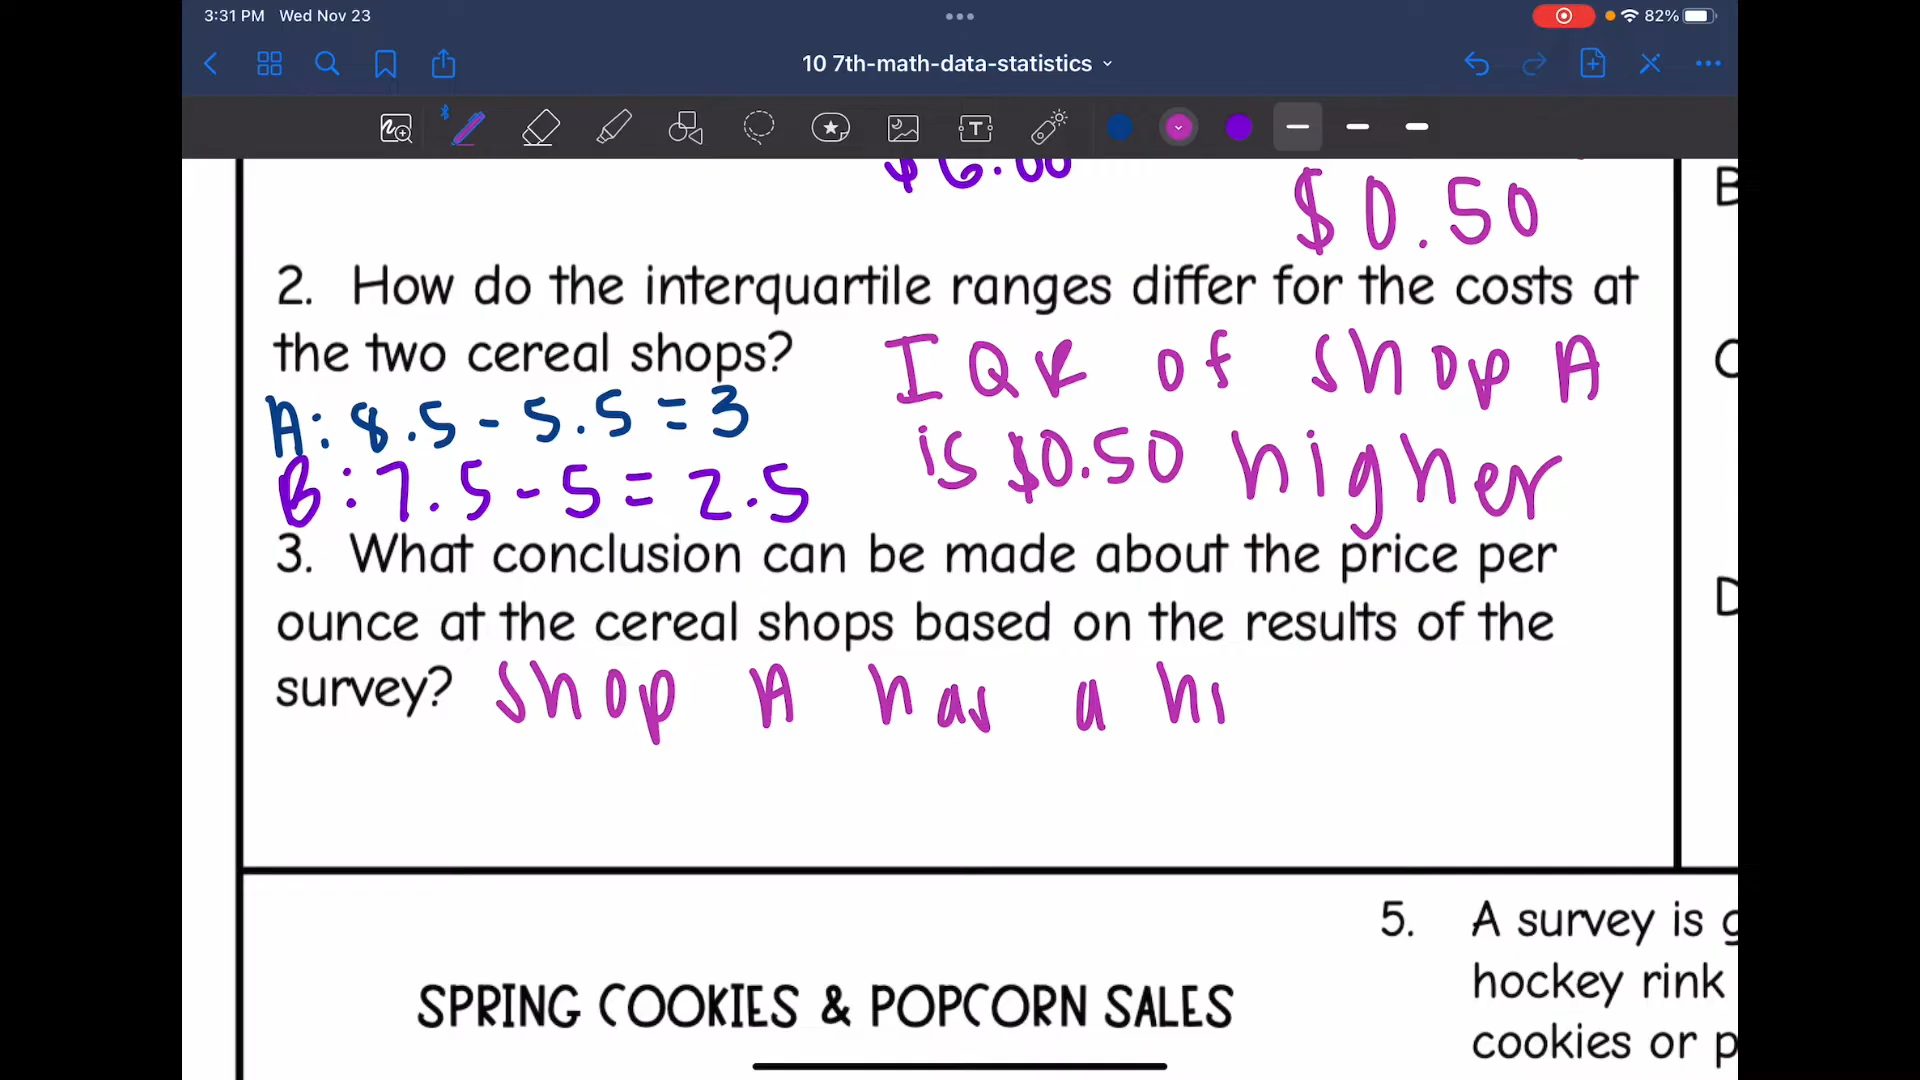 3:31 PM Wed Nov 23
82%
10 7th-math-data-statistics
T
$6.00
$0.50
B
2. How do the interquartile ranges differ for the costs at
the two cereal shops?
IQR of shop A
is $0.50 higher
A: 8.5 - 5.5 = 3
B: 7.5 - 5 = 2.5
C
3. What conclusion can be made about the price per
ounce at the cereal shops based on the results of the
survey? Shop A has a hi
D
SPRING COOKIES & POPCORN SALES
5. A survey is g
hockey rink
cookies or p